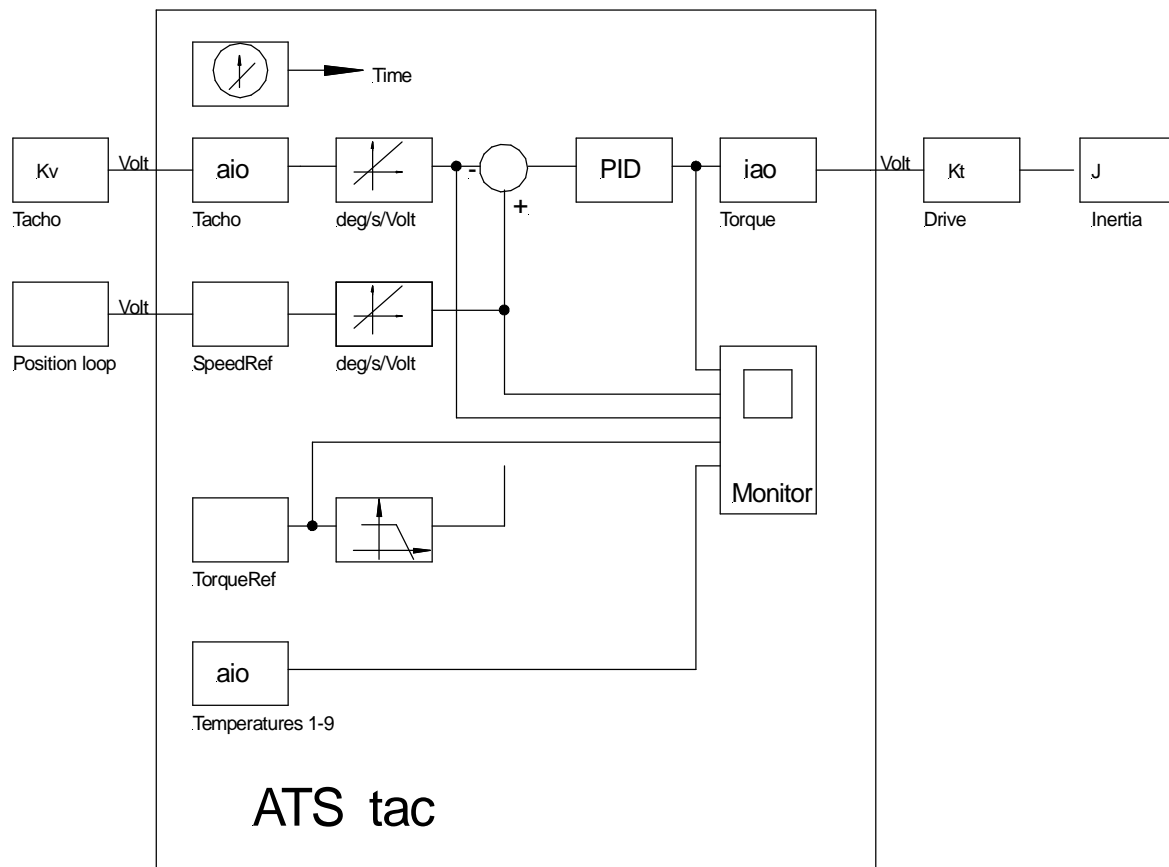 Time
Kv
Volt
aio
PID
iao
Volt
Kt
J
-
+
Tacho
Tacho
deg/s/Volt
Torque
Drive
Inertia
Volt
Position loop
SpeedRef
deg/s/Volt
Monitor
TorqueRef
aio
Temperatures 1-9
ATS tac